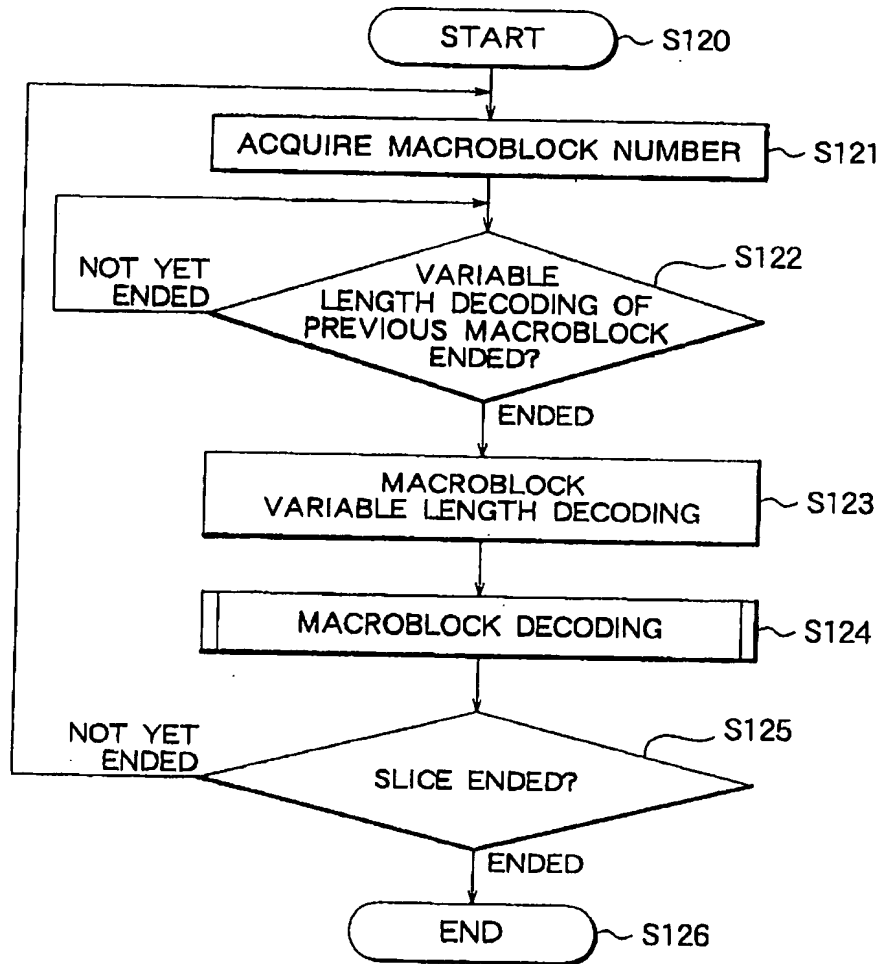 START
S120
ACQUIRE MACROBLOCK NUMBER
S121
NOT YET
ENDED
VARIABLE
LENGTH DECODING OF
PREVIOUS MACROBLOCK
ENDED?
S122
ENDED
MACROBLOCK
VARIABLE LENGTH DECODING
S123
MACROBLOCK DECODING
S124
NOT YET
ENDED
SLICE ENDED?
S125
ENDED
END
S126